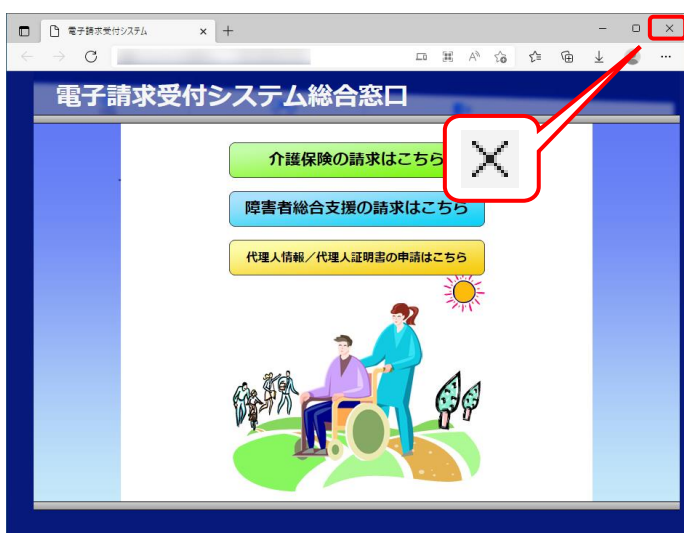 電子請求受付システム
電子請求受付システム総合窓口
介護保険の請求はこちら
障害者総合支援の請求はこちら
代理人情報／代理人証明書の申請はこちら